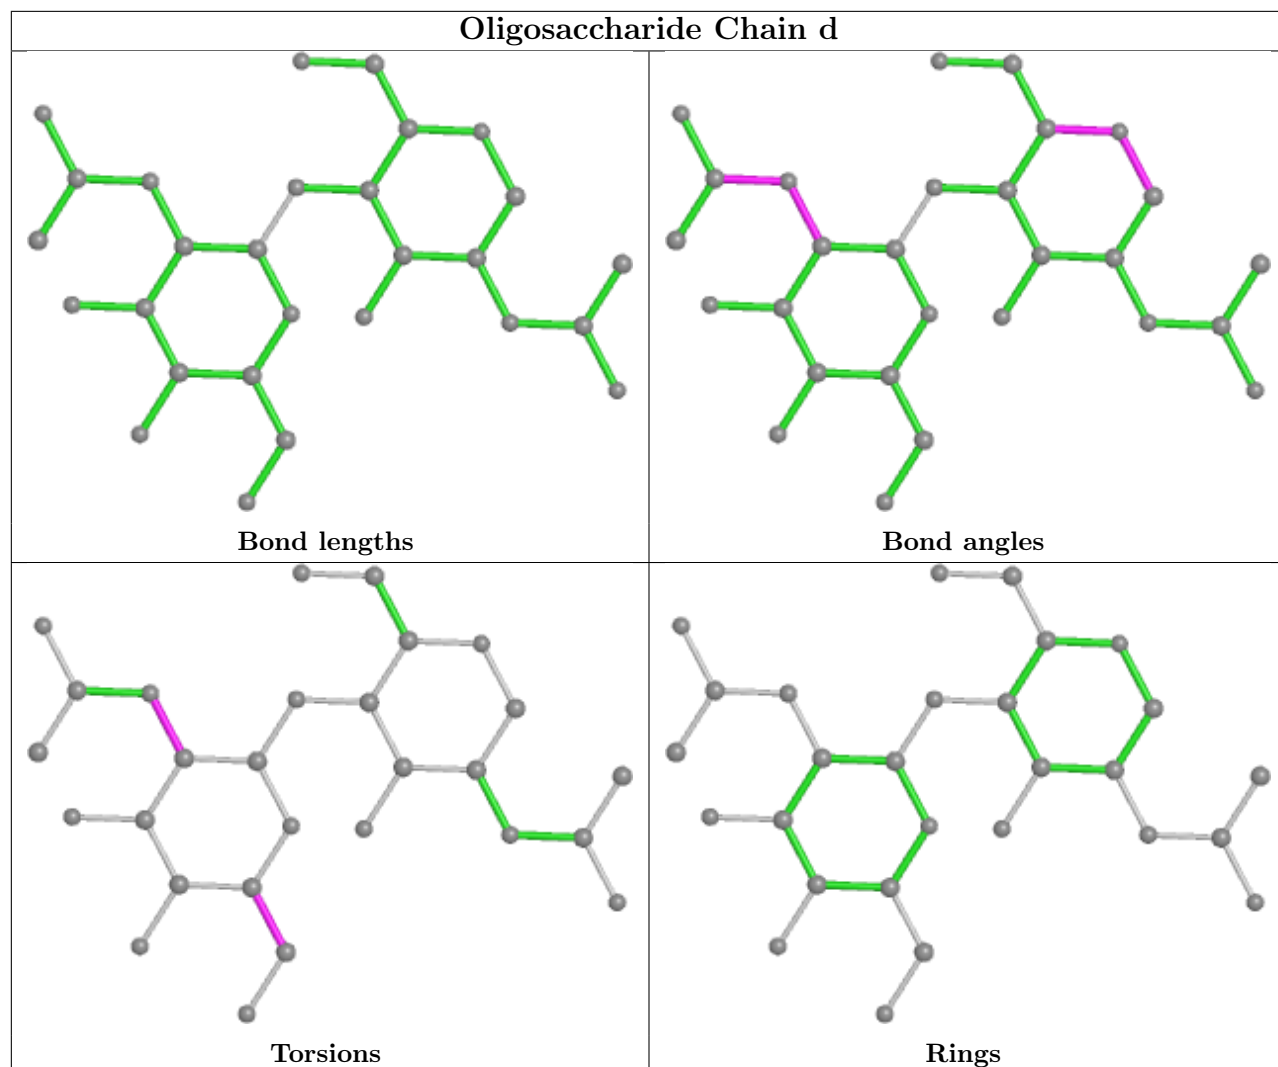 Oligosaccharide Chain d
Bond lengths
Bond angles
Torsions
Rings